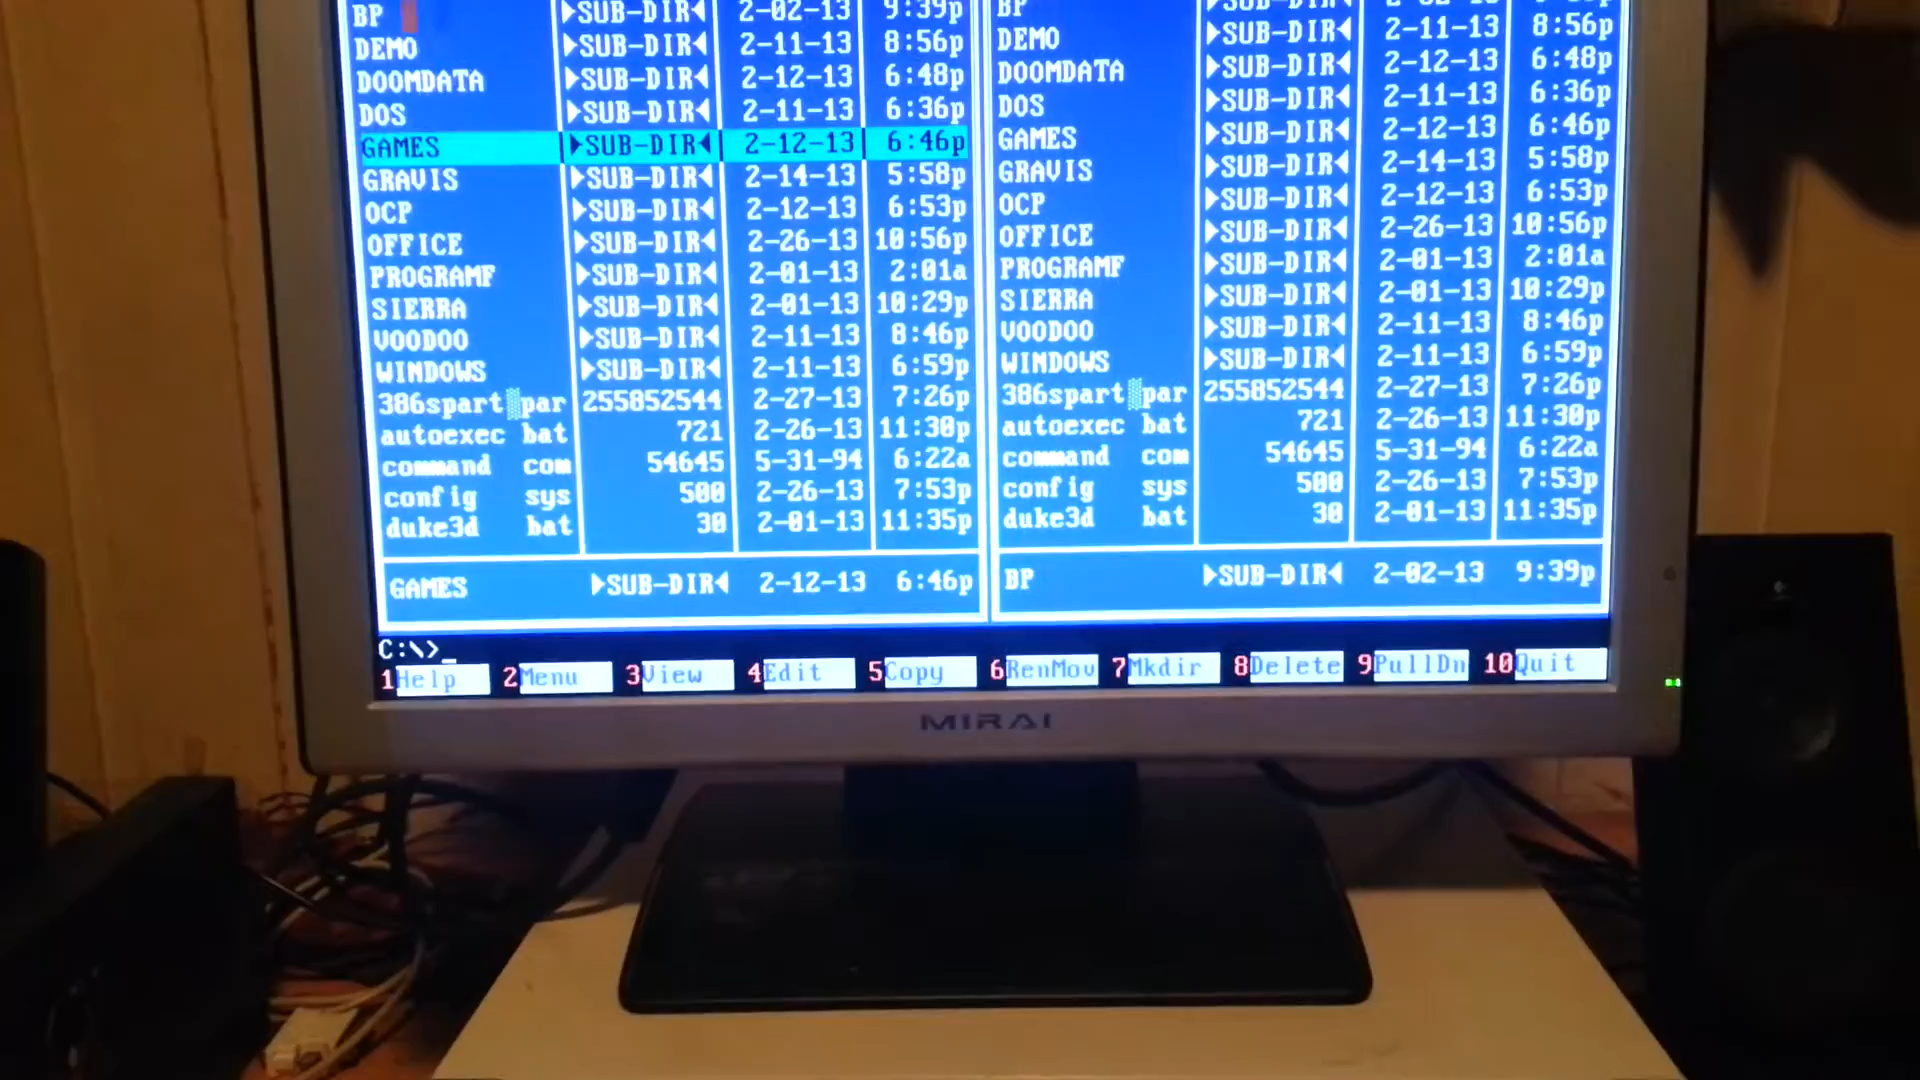 BP ►SUB-DIR◄ 2-02-13 9:39p
DEMO ►SUB-DIR◄ 2-11-13 8:56p
DOOMDATA ►SUB-DIR◄ 2-12-13 6:48p
DOS ►SUB-DIR◄ 2-11-13 6:36p
GAMES ►SUB-DIR◄ 2-12-13 6:46p
GRAVIS ►SUB-DIR◄ 2-14-13 5:58p
OCP ►SUB-DIR◄ 2-12-13 6:53p
OFFICE ►SUB-DIR◄ 2-26-13 10:56p
PROGRAMF ►SUB-DIR◄ 2-01-13 2:01a
SIERRA ►SUB-DIR◄ 2-01-13 10:29p
VOODOO ►SUB-DIR◄ 2-11-13 8:46p
WINDOWS ►SUB-DIR◄ 2-11-13 6:59p
386spart░par 255852544 2-27-13 7:26p
autoexec bat 721 2-26-13 11:30p
command com 54645 5-31-94 6:22a
config sys 500 2-26-13 7:53p
duke3d bat 30 2-01-13 11:35p
GAMES ►SUB-DIR◄ 2-12-13 6:46p
BP ►SUB-DIR◄
DEMO ►SUB-DIR◄ 2-11-13 8:56p
DOOMDATA ►SUB-DIR◄ 2-12-13 6:48p
DOS ►SUB-DIR◄ 2-11-13 6:36p
GAMES ►SUB-DIR◄ 2-12-13 6:46p
GRAVIS ►SUB-DIR◄ 2-14-13 5:58p
OCP ►SUB-DIR◄ 2-12-13 6:53p
OFFICE ►SUB-DIR◄ 2-26-13 10:56p
PROGRAMF ►SUB-DIR◄ 2-01-13 2:01a
SIERRA ►SUB-DIR◄ 2-01-13 10:29p
VOODOO ►SUB-DIR◄ 2-11-13 8:46p
WINDOWS ►SUB-DIR◄ 2-11-13 6:59p
386spart░par 255852544 2-27-13 7:26p
autoexec bat 721 2-26-13 11:30p
command com 54645 5-31-94 6:22a
config sys 500 2-26-13 7:53p
duke3d bat 30 2-01-13 11:35p
BP ►SUB-DIR◄ 2-02-13 9:39p
C:\>_
1Help 2Menu 3View 4Edit 5Copy 6RenMov 7Mkdir 8Delete 9PullDn 10Quit
MIRAI